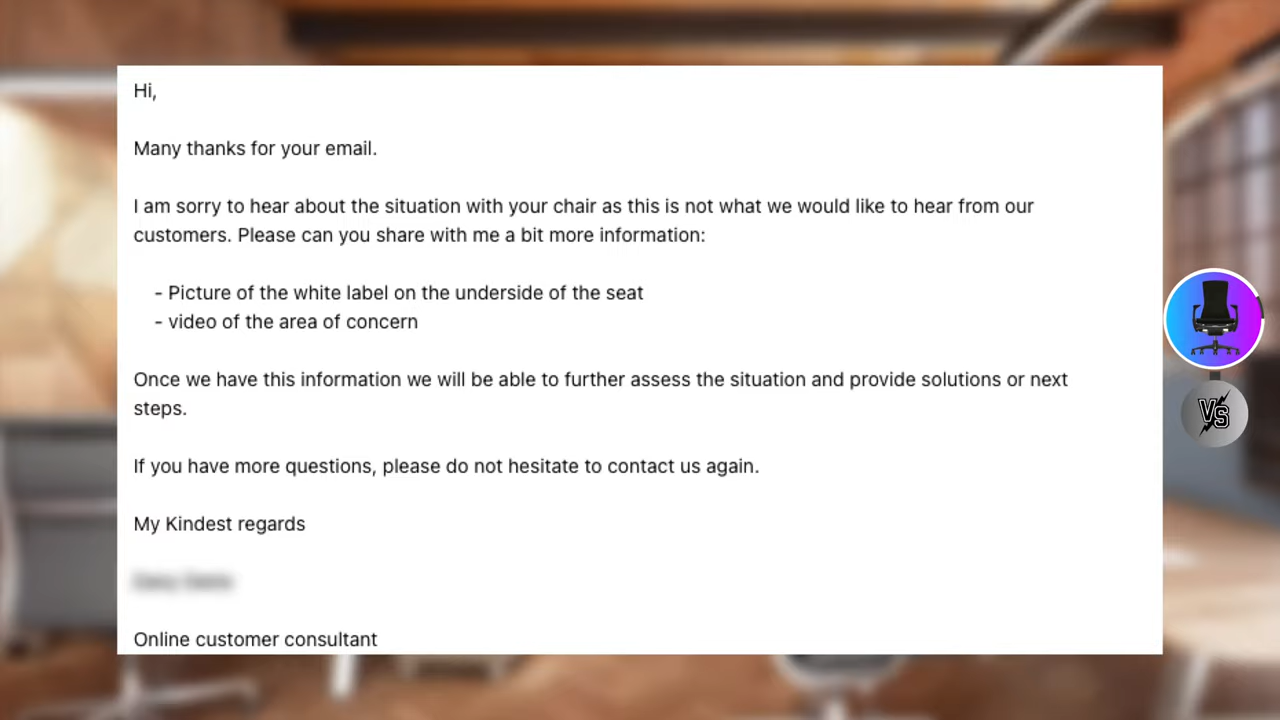 Hi,
Many thanks for your email.
I am sorry to hear about the situation with your chair as this is not what we would like to hear from our
customers. Please can you share with me a bit more information:
- Picture of the white label on the underside of the seat
- video of the area of concern
Once we have this information we will be able to further assess the situation and provide solutions or next
steps.
If you have more questions, please do not hesitate to contact us again.
My Kindest regards
Online customer consultant
VS